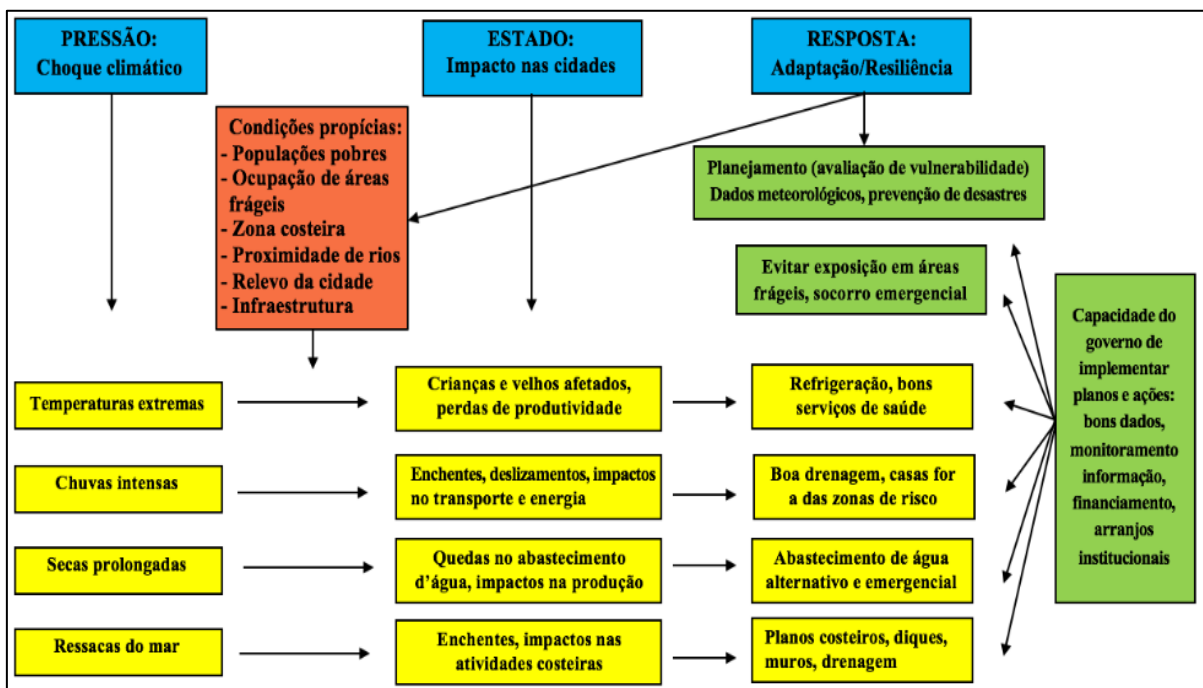 PRESSÃO:
Choque climático
ESTADO:
Impacto nas cidades
RESPOSTA:
Adaptação/Resiliência
Condições propícias:
- Populações pobres
- Ocupação de áreas
frágeis
- Zona costeira
- Proximidade de rios
- Relevo da cidade
- Infraestrutura
Planejamento (avaliação de vulnerabilidade)
Dados meteorológicos, prevenção de desastres
Evitar exposição em áreas
frágeis, socorro emergencial
Capacidade do
governo de
implementar
planos e ações:
bons dados,
monitoramento
informação,
financiamento,
arranjos
institucionais
Temperaturas extremas
Crianças e velhos afetados,
perdas de produtividade
Refrigeração, bons
serviços de saúde
Chuvas intensas
Enchentes, deslizamentos, impactos
no transporte e energia
Boa drenagem, casas for
a das zonas de risco
Secas prolongadas
Quedas no abastecimento
d’água, impactos na produção
Abastecimento de água
alternativo e emergencial
Ressacas do mar
Enchentes, impactos nas
atividades costeiras
Planos costeiros, diques,
muros, drenagem